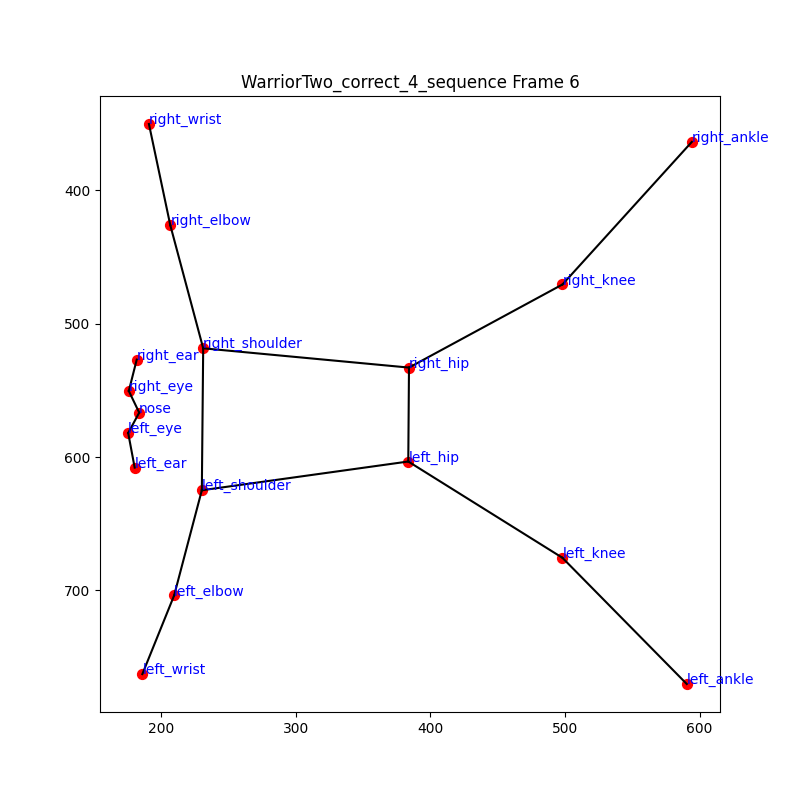 WarriorTwo_correct_4_sequence Frame 6
right_wrist
right_ankle
400
right_elbow
right_knee
500
right_shoulder
right_ear
right_hip
right_eye
nose
left_eye
600
left_hip
left_ear
left_shoulder
left_knee
700
left_elbow
left_wrist
left_ankle
200 300 400 500 600